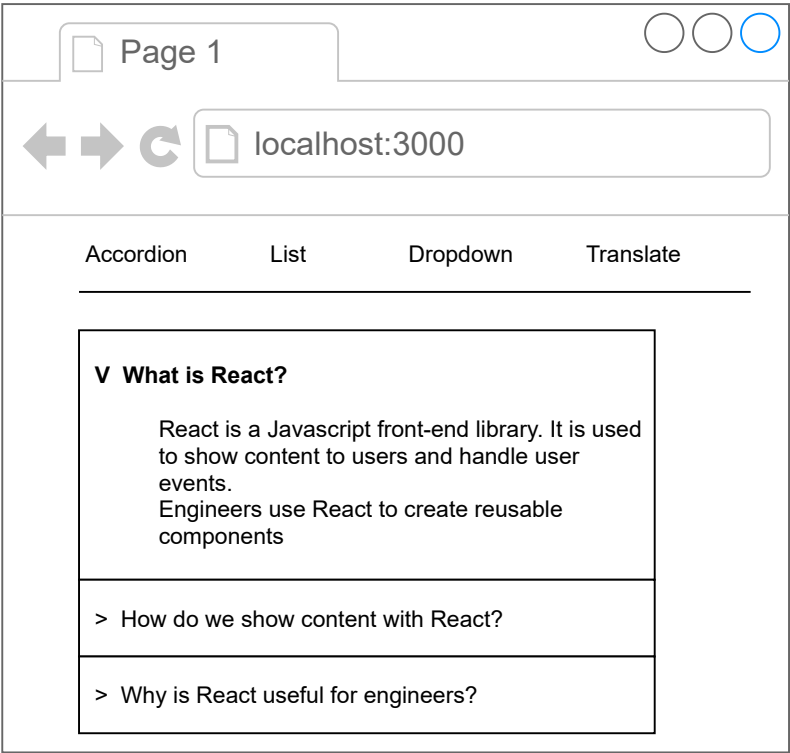 Page 1
localhost:3000
Accordion List Dropdown Translate
V What is React?
React is a Javascript front-end library. It is used
to show content to users and handle user
events.
Engineers use React to create reusable
components
> How do we show content with React?
> Why is React useful for engineers?